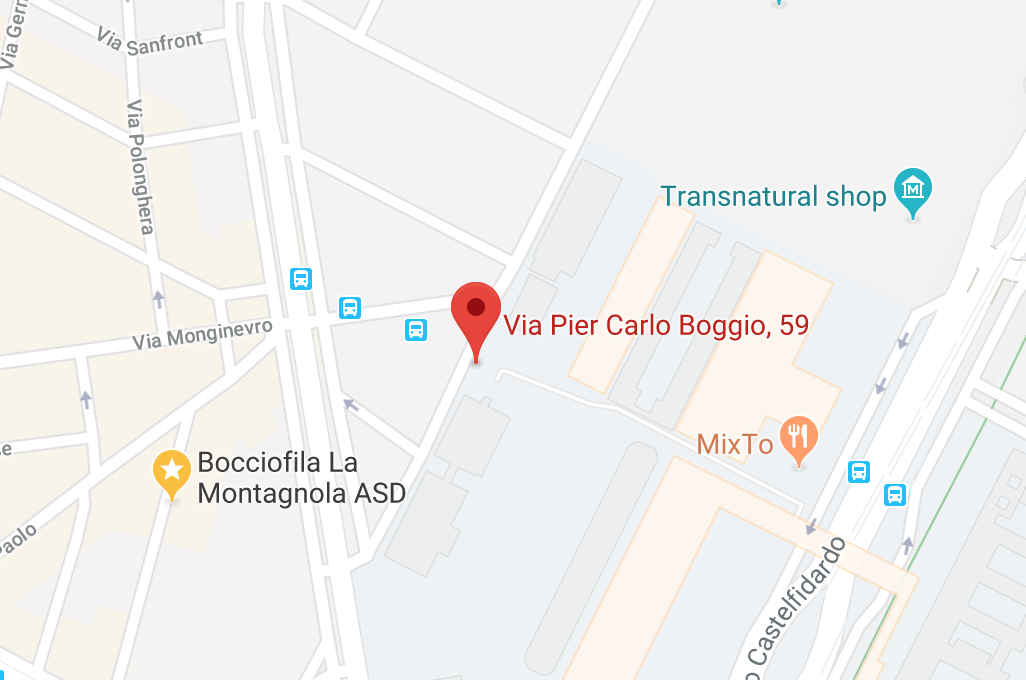 Via Gern
Via Sanfront
Via Polonghera
Transnatural shop
Via Monginevro
Via Pier Carlo Boggio, 59
MixTo
Bocciofila La
Montagnola ASD
Paolo
o Castelfidardo